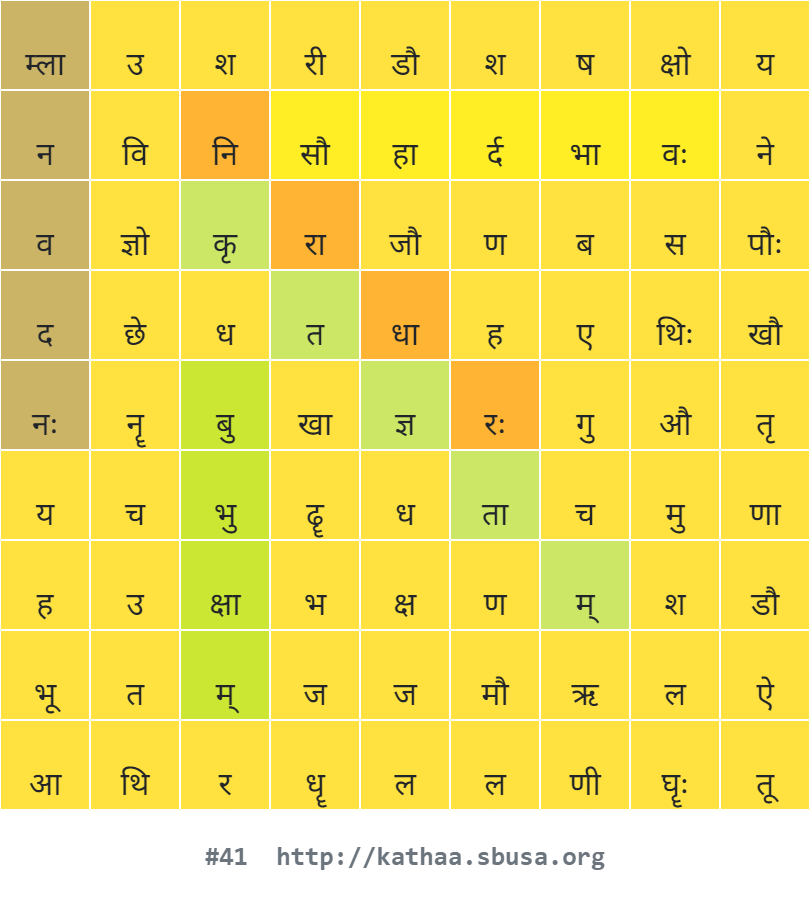 म्ला उ श री डौ श ष क्षो य
न वि नि सौ हा र्द भा वः ने
व ज्ञो कृ रा जौ ण ब स पौः
द छे ध त धा ह ए थिः खौ
नः नॄ बु खा ज्ञ रः गु औ तृ
य च भु ढॄ ध ता च मु णा
ह उ क्षा भ क्ष ण म् श डौ
भू त म् ज ज मौ ऋ ल ऐ
आ थि र धॄ ल ल णी घॄः तू
#41 http://kathaa.sbusa.org